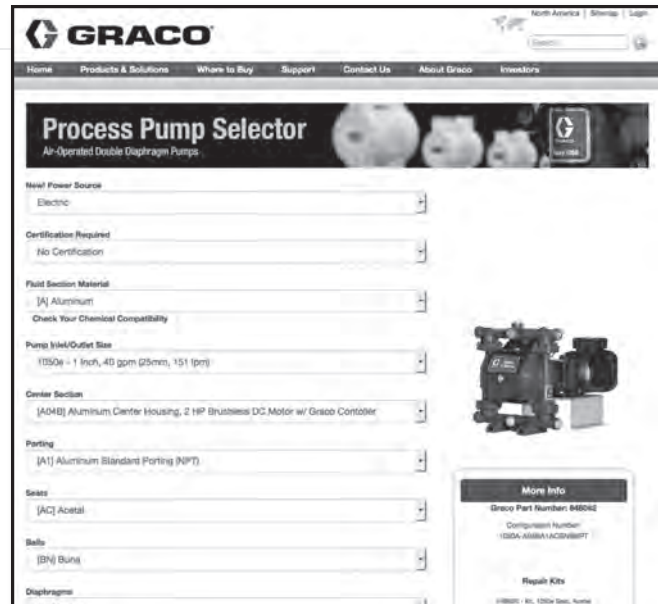 North America | Sitemap | Login
GRACO
Search
Home Products & Solutions Where to Buy Support Contact Us About Graco Investors
Process Pump Selector
Air-Operated Double Diaphragm Pumps
New! Power Source
Electric
Certification Required
No Certification
Fluid Section Material
[A] Aluminum
Check Your Chemical Compatibility
Pump Inlet/Outlet Size
1050e - 1 Inch, 40 gpm (25mm, 151 lpm)
Center Section
[A04B] Aluminum Center Housing, 2 HP Brushless DC Motor w/ Graco Contoller
Porting
[A1] Aluminum Standard Porting (NPT)
Seats
[AC] Acetal
Balls
[BN] Buna
Diaphragms
More Info
Graco Part Number:
Configuration Number
Repair Kits